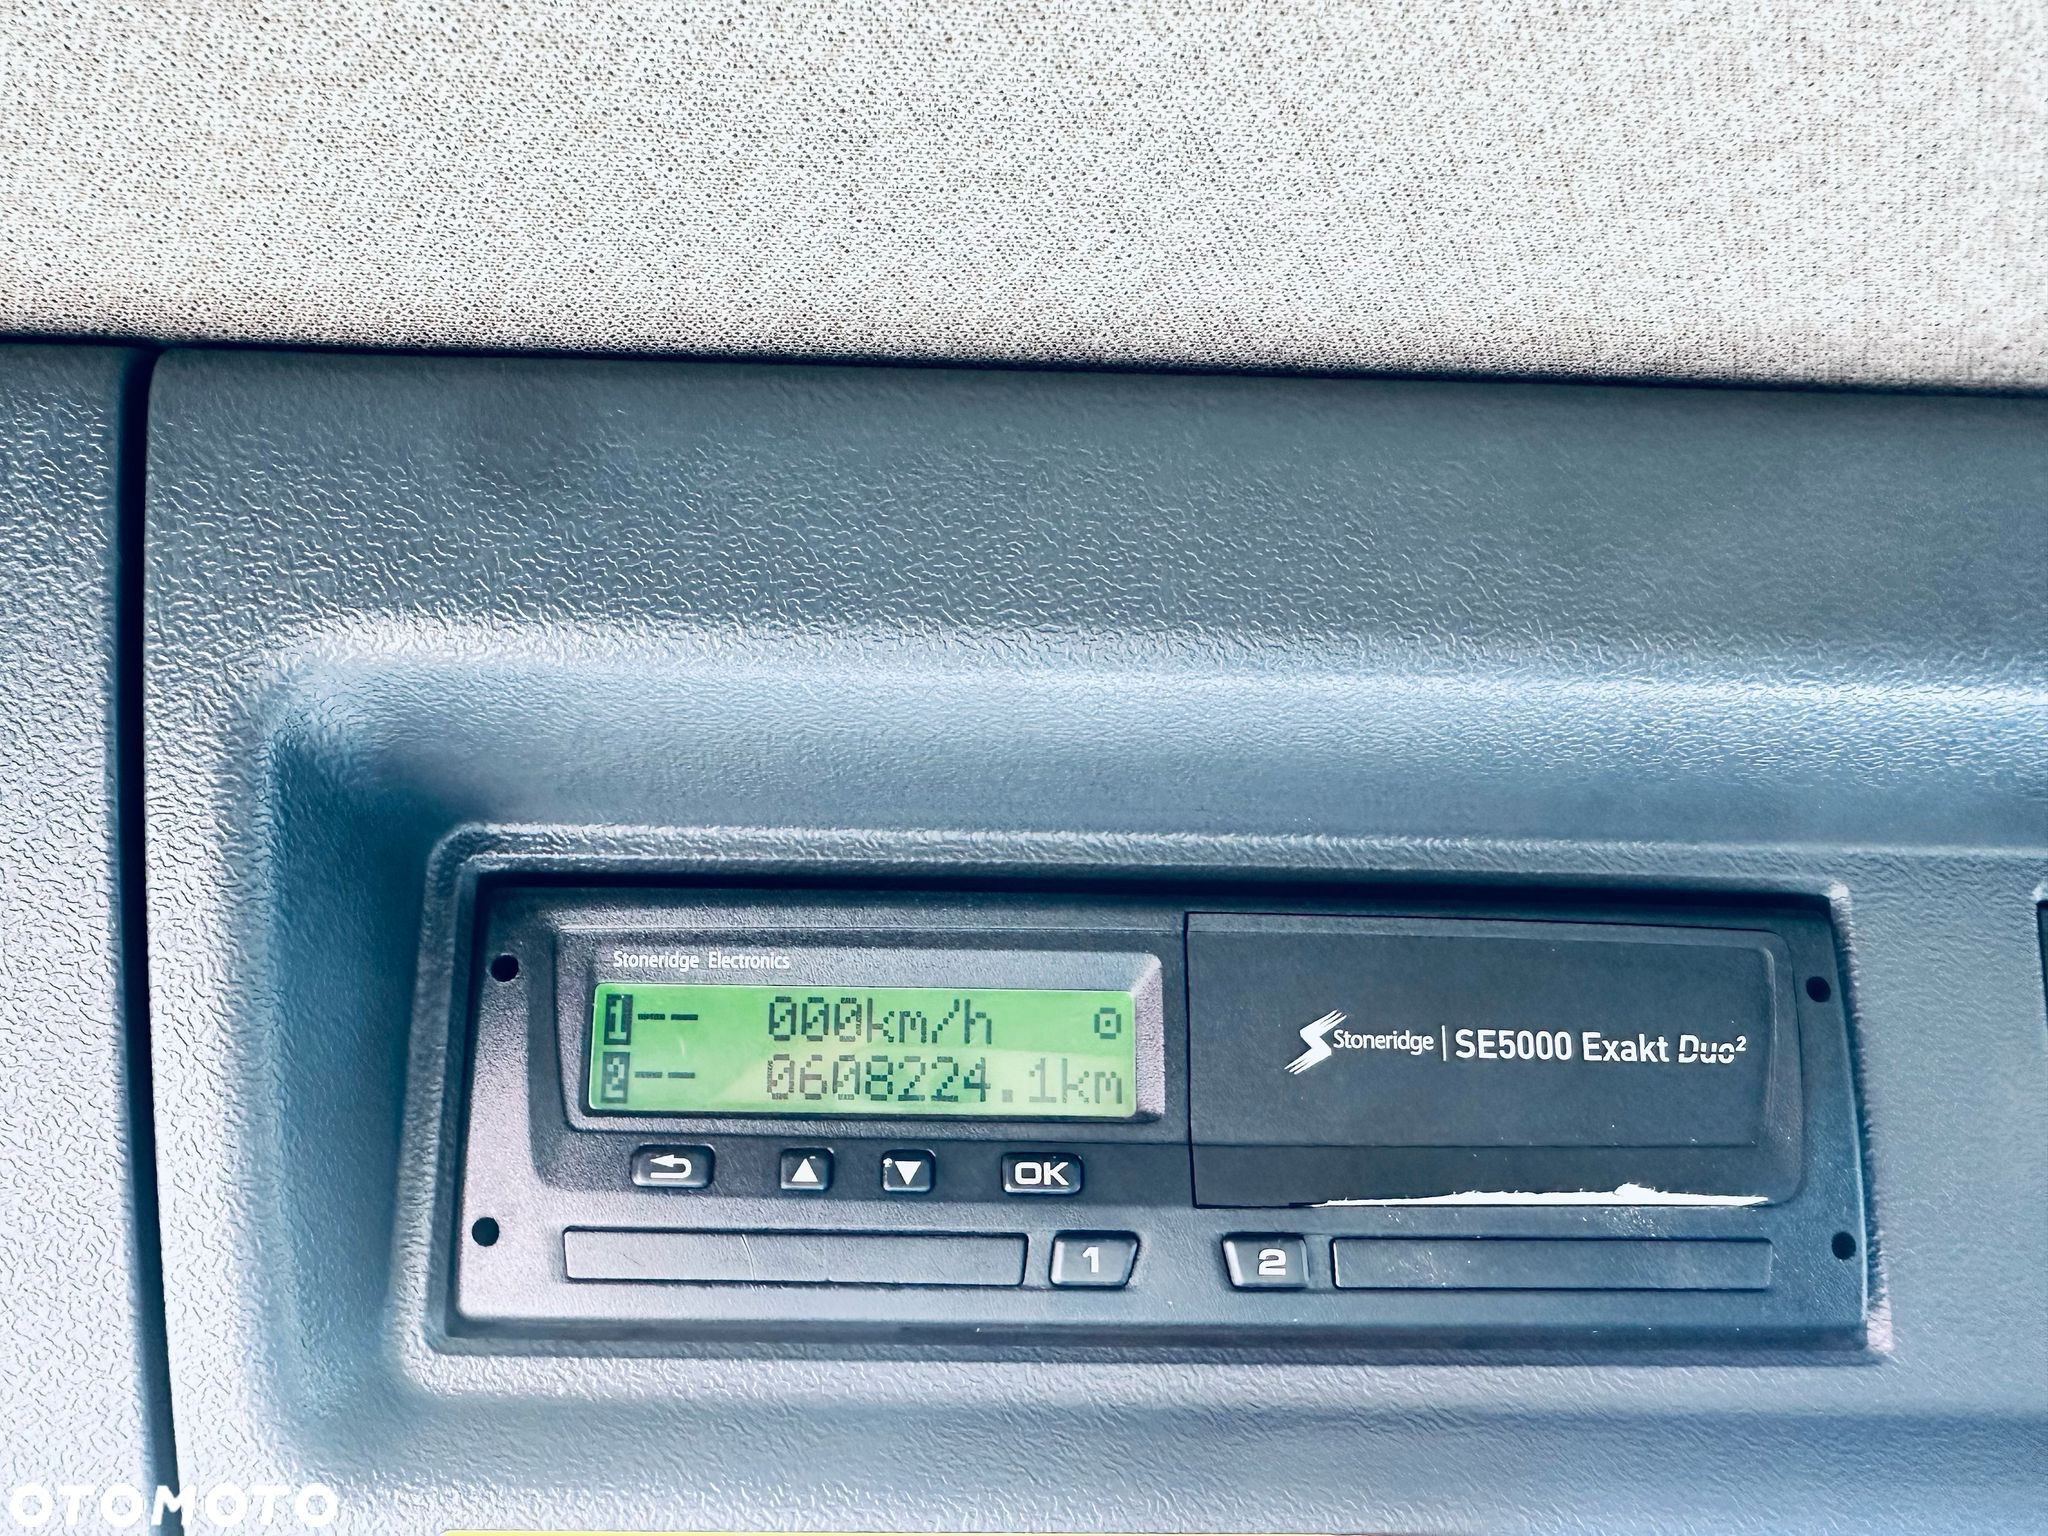 Stoneridge Electronics
1-- 000km/h
2-- 0608224.1km
Stoneridge | SE5000 Exakt Duo²
OK
1
2
OTOMOTO